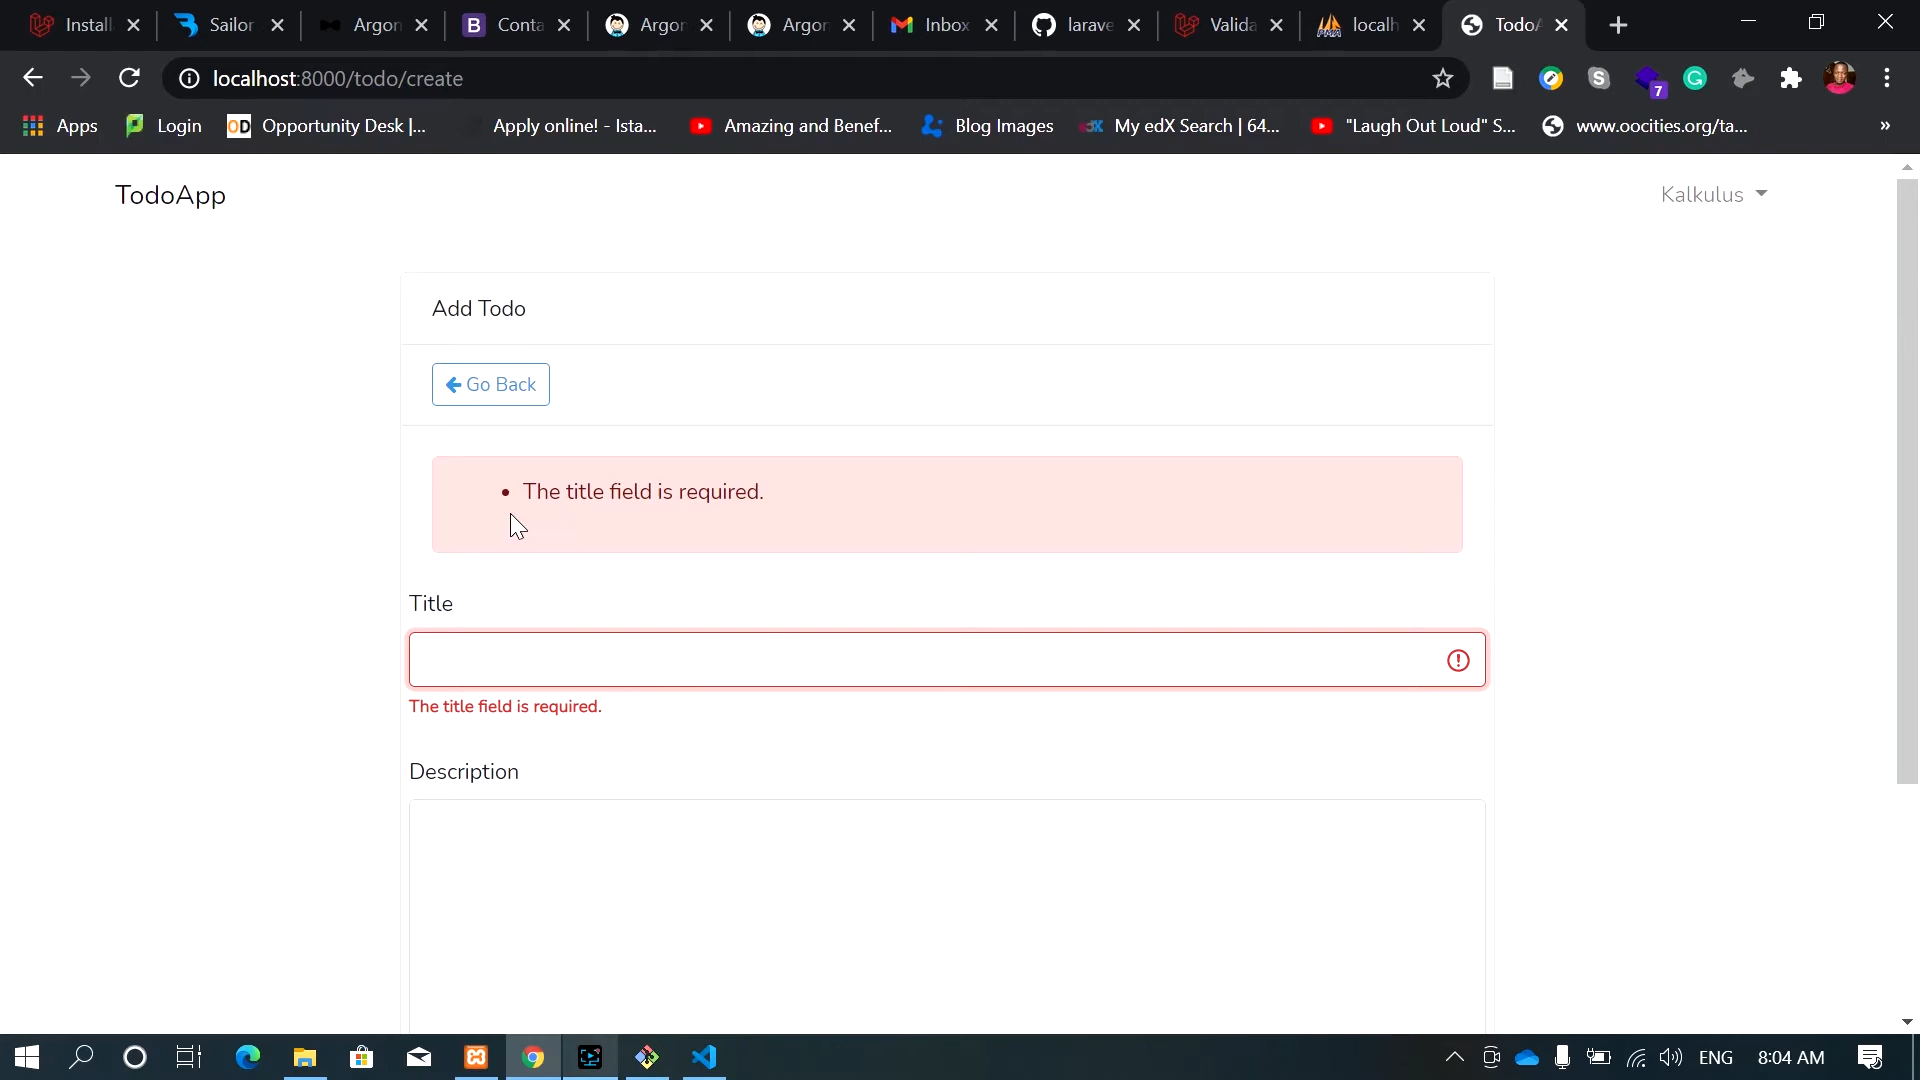 Install
Sailor
Argon
Conta
Argon
Argon
Inbox
larave
Valida
localh
TodoA
localhost:8000/todo/create
7
Apps
Login
OD
Opportunity Desk |...
Apply online! - Ista...
Amazing and Benef...
Blog Images
My edX Search | 64...
"Laugh Out Loud" S...
www.oocities.org/ta...
»
TodoApp
Kalkulus
Add Todo
Go Back
• The title field is required.
Title
The title field is required.
Description
ENG
8:04 AM